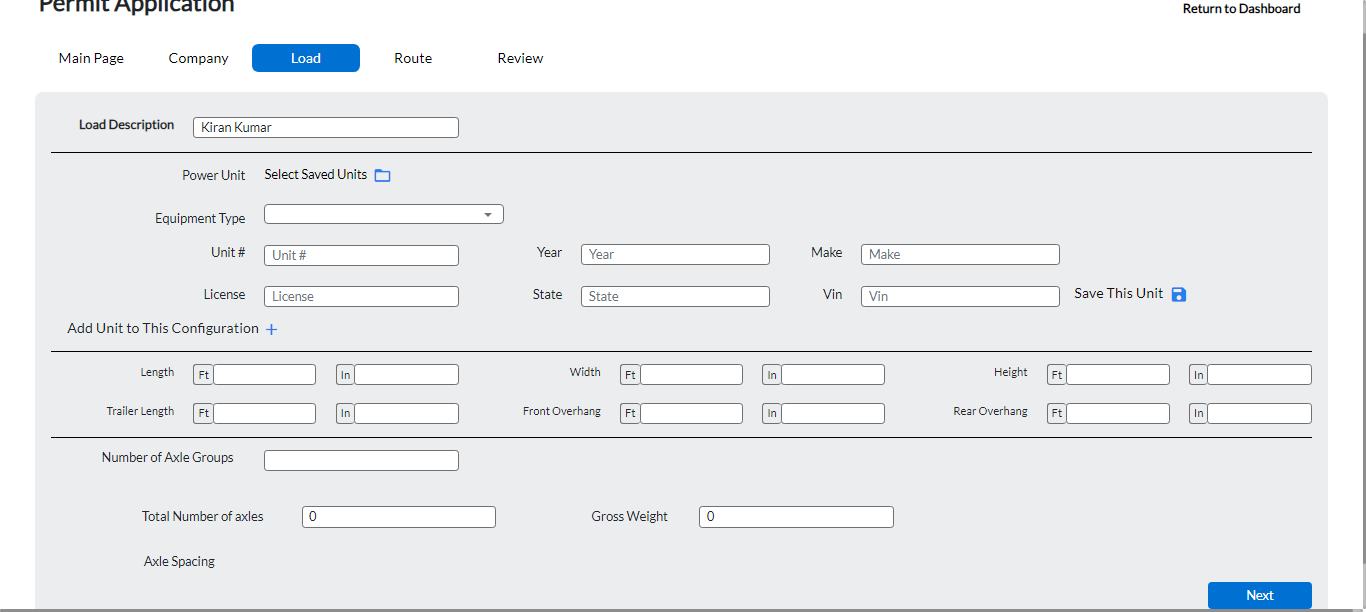 Permit Application
Return to Dashboard
Main Page Company Load Route Review
Load Description Kiran Kumar
Power Unit Select Saved Units
Equipment Type
Unit # Unit # Year Year Make Make
License License State State Vin Vin Save This Unit
Add Unit to This Configuration +
Length Ft In Width Ft In Height Ft In
Trailer Length Ft In Front Overhang Ft In Rear Overhang Ft In
Number of Axle Groups
Total Number of axles 0 Gross Weight 0
Axle Spacing
Next